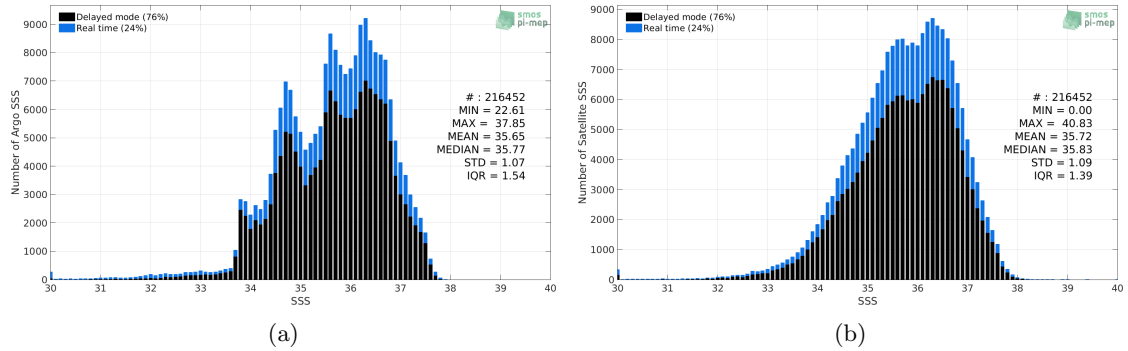 Delayed mode (76%)
Real time (24%)
smos
pi-mep
9000
8000
7000
6000
5000
4000
3000
2000
1000
0
Number of Argo SSS
# : 216452
MIN = 22.61
MAX = 37.85
MEAN = 35.65
MEDIAN = 35.77
STD = 1.07
IQR = 1.54
30 31 32 33 34 35 36 37 38 39 40
SSS
(a)
Delayed mode (76%)
Real time (24%)
smos
pi-mep
9000
8000
7000
6000
5000
4000
3000
2000
1000
0
Number of Satellite SSS
# : 216452
MIN = 0.00
MAX = 40.83
MEAN = 35.72
MEDIAN = 35.83
STD = 1.09
IQR = 1.39
30 31 32 33 34 35 36 37 38 39 40
SSS
(b)